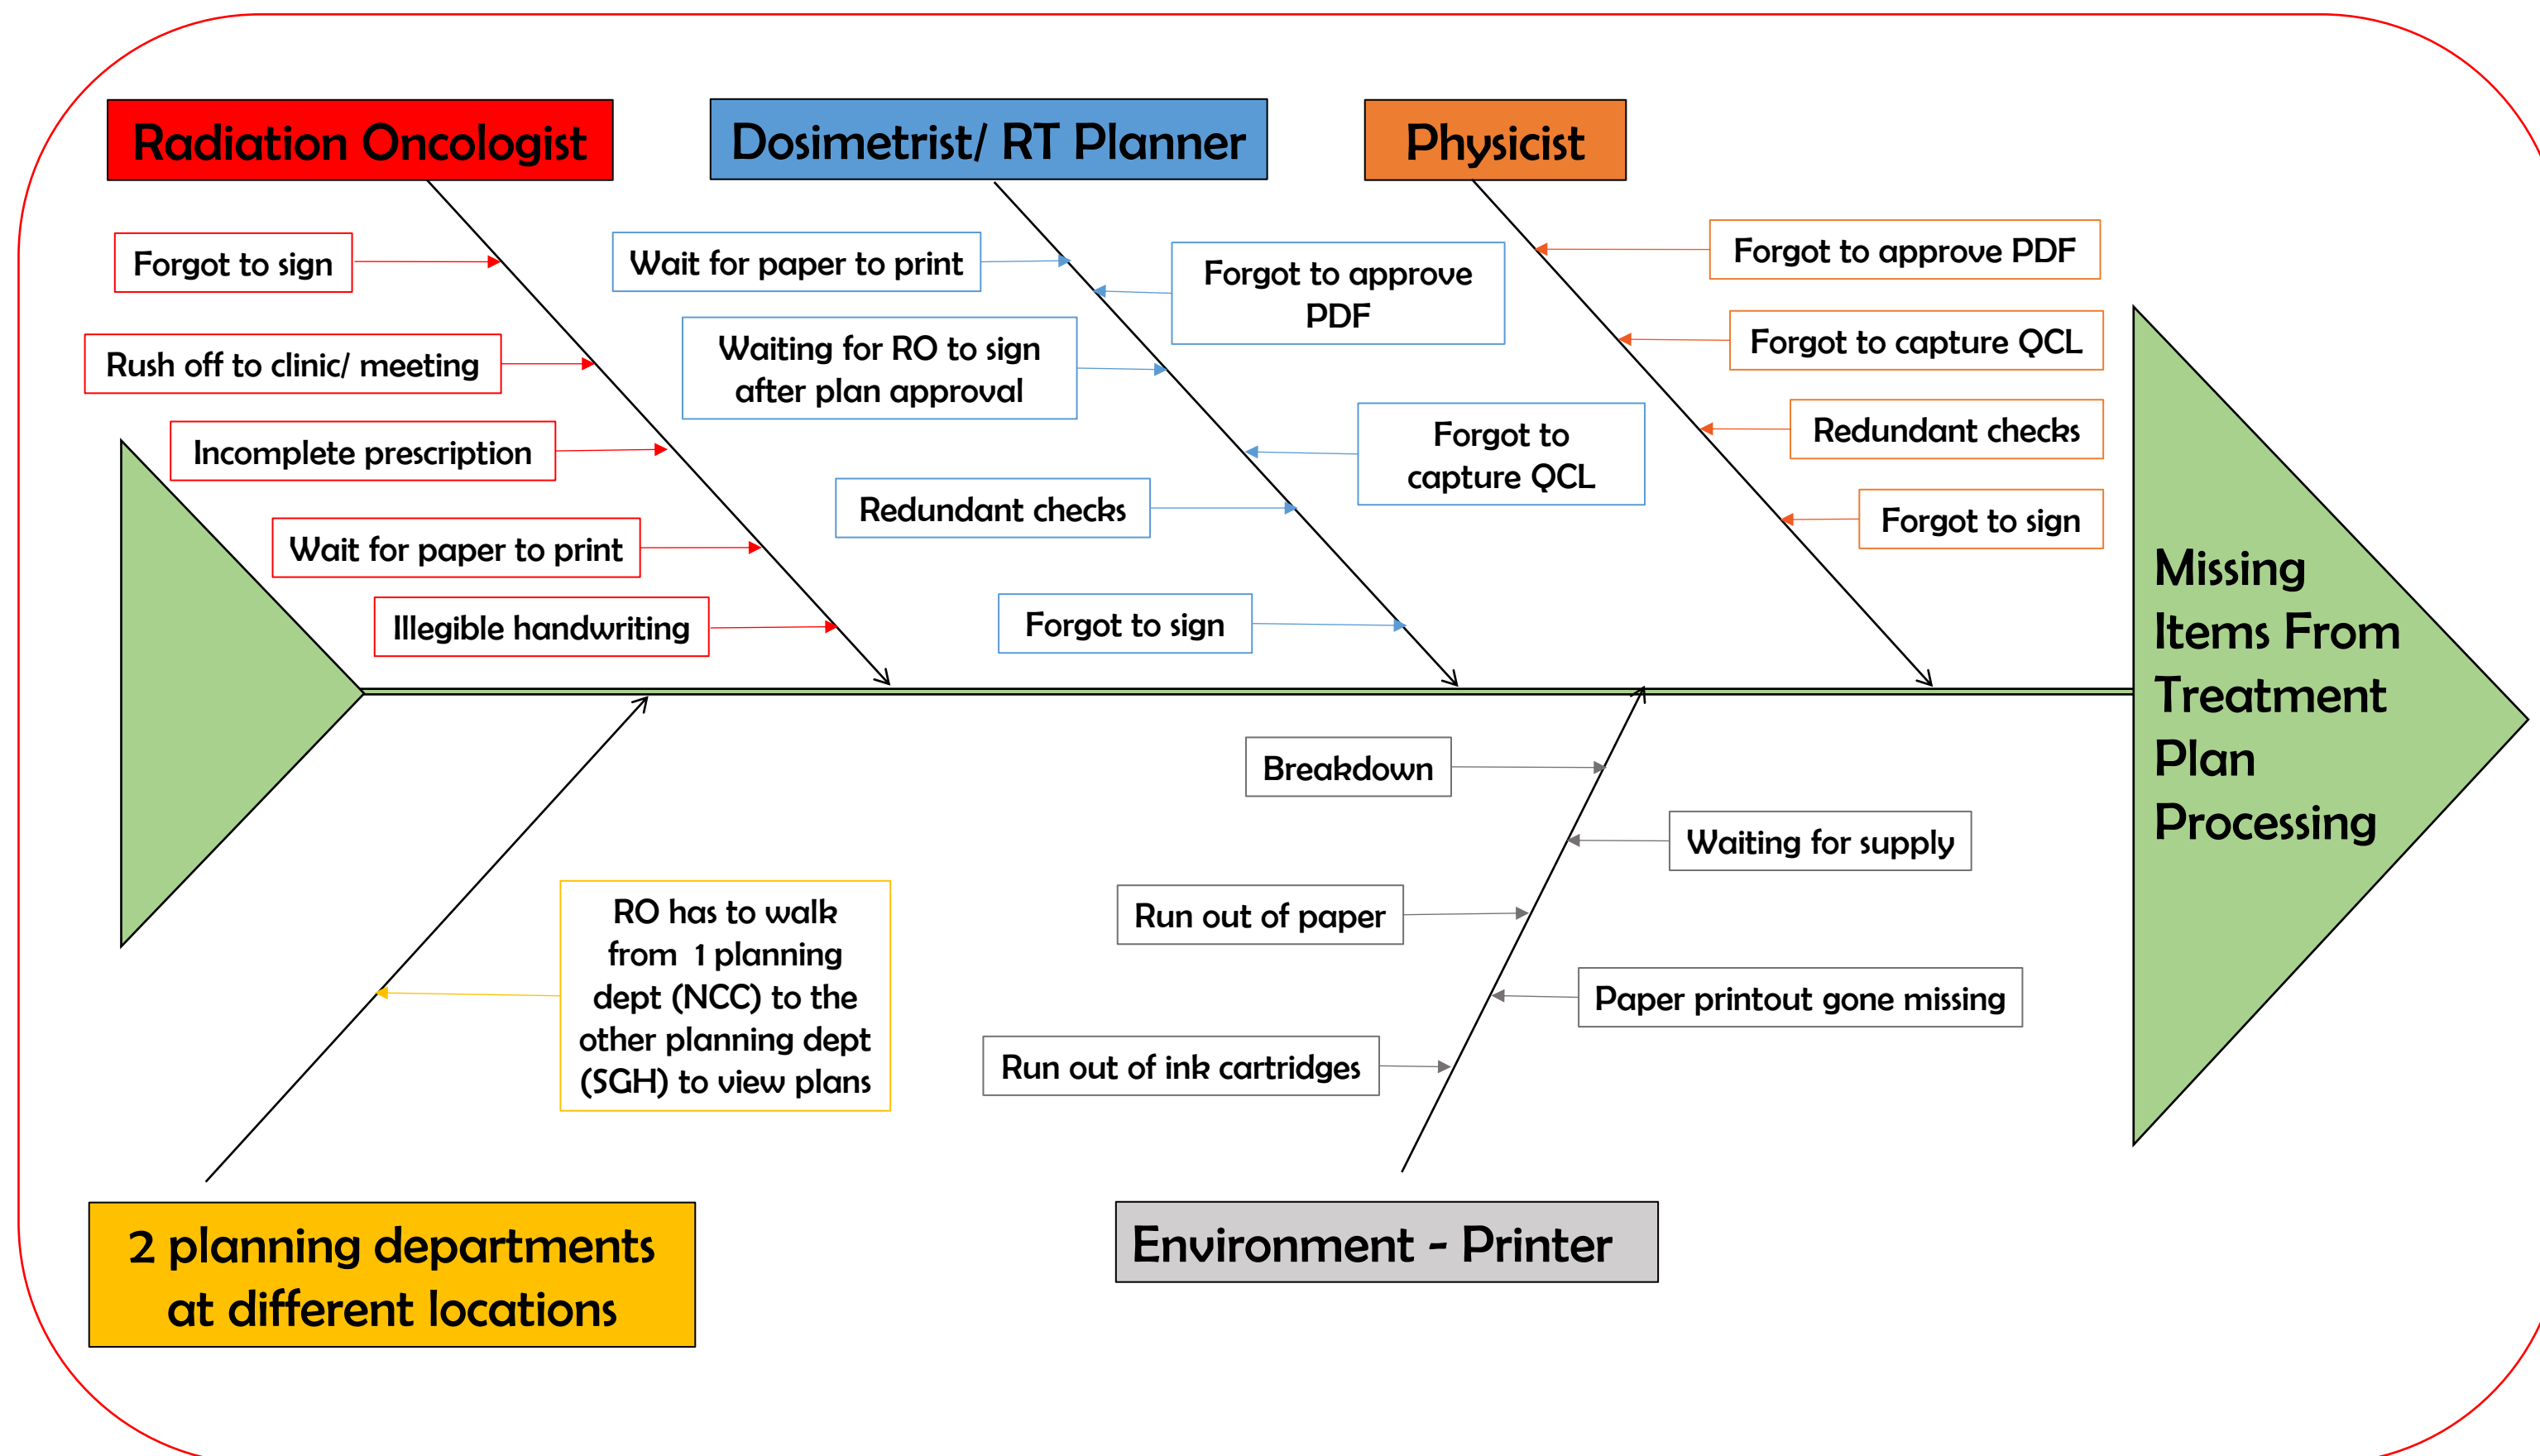 Radiation Oncologist
Forgot to sign
Rush off to clinic/ meeting
Incomplete prescription
Wait for paper to print
Illegible handwriting
Dosimetrist/ RT Planner
Wait for paper to print
Forgot to approve
PDF
Waiting for RO to sign
after plan approval
Forgot to
capture QCL
Redundant checks
Forgot to sign
Physicist
Forgot to approve PDF
Forgot to capture QCL
Redundant checks
Forgot to sign
Missing
Items From
Treatment
Plan
Processing
RO has to walk
from 1 planning
dept (NCC) to the
other planning dept
(SGH) to view plans
2 planning departments
at different locations
Breakdown
Waiting for supply
Run out of paper
Paper printout gone missing
Run out of ink cartridges
Environment - Printer